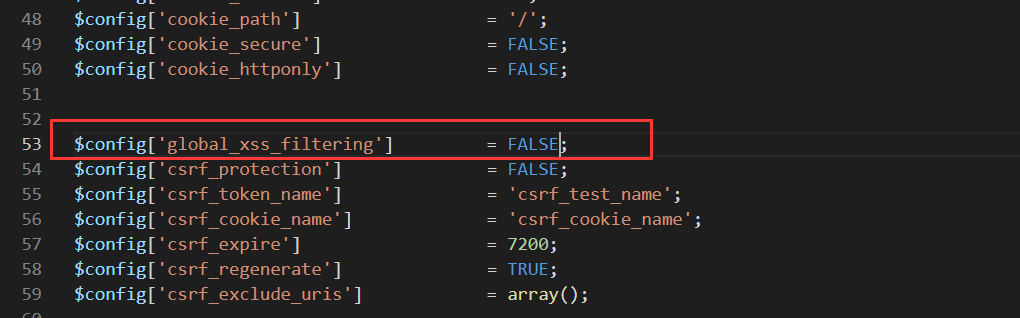 48 $config['cookie_path'] = '/';
49 $config['cookie_secure'] = FALSE;
50 $config['cookie_httponly'] = FALSE;
51
52
53 $config['global_xss_filtering'] = FALSE;
54 $config['csrf_protection'] = FALSE;
55 $config['csrf_token_name'] = 'csrf_test_name';
56 $config['csrf_cookie_name'] = 'csrf_cookie_name';
57 $config['csrf_expire'] = 7200;
58 $config['csrf_regenerate'] = TRUE;
59 $config['csrf_exclude_uris'] = array();